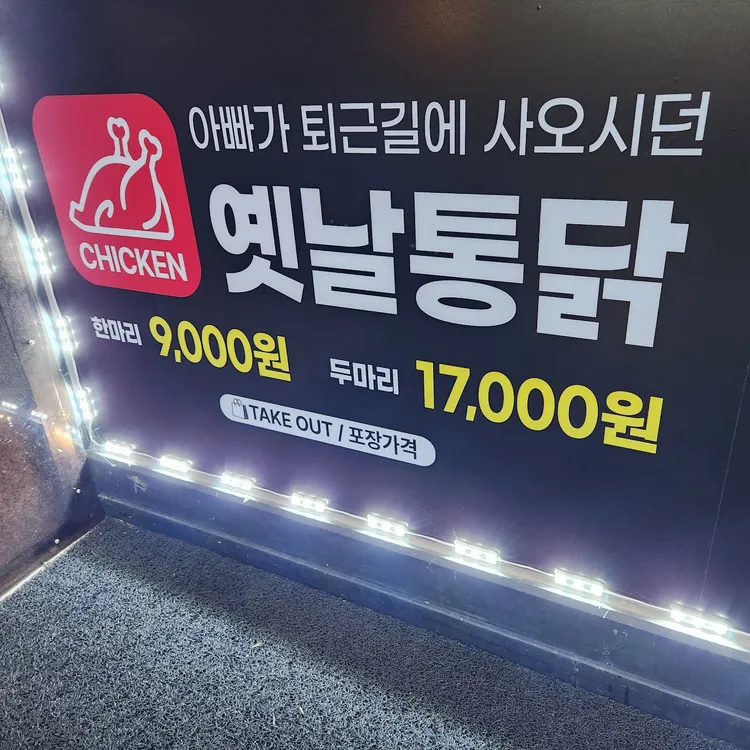 아빠가 퇴근길에 사오시던
CHICKEN
옛날통닭
한마리 9,000원 두마리 17,000원
TAKE OUT / 포장가격